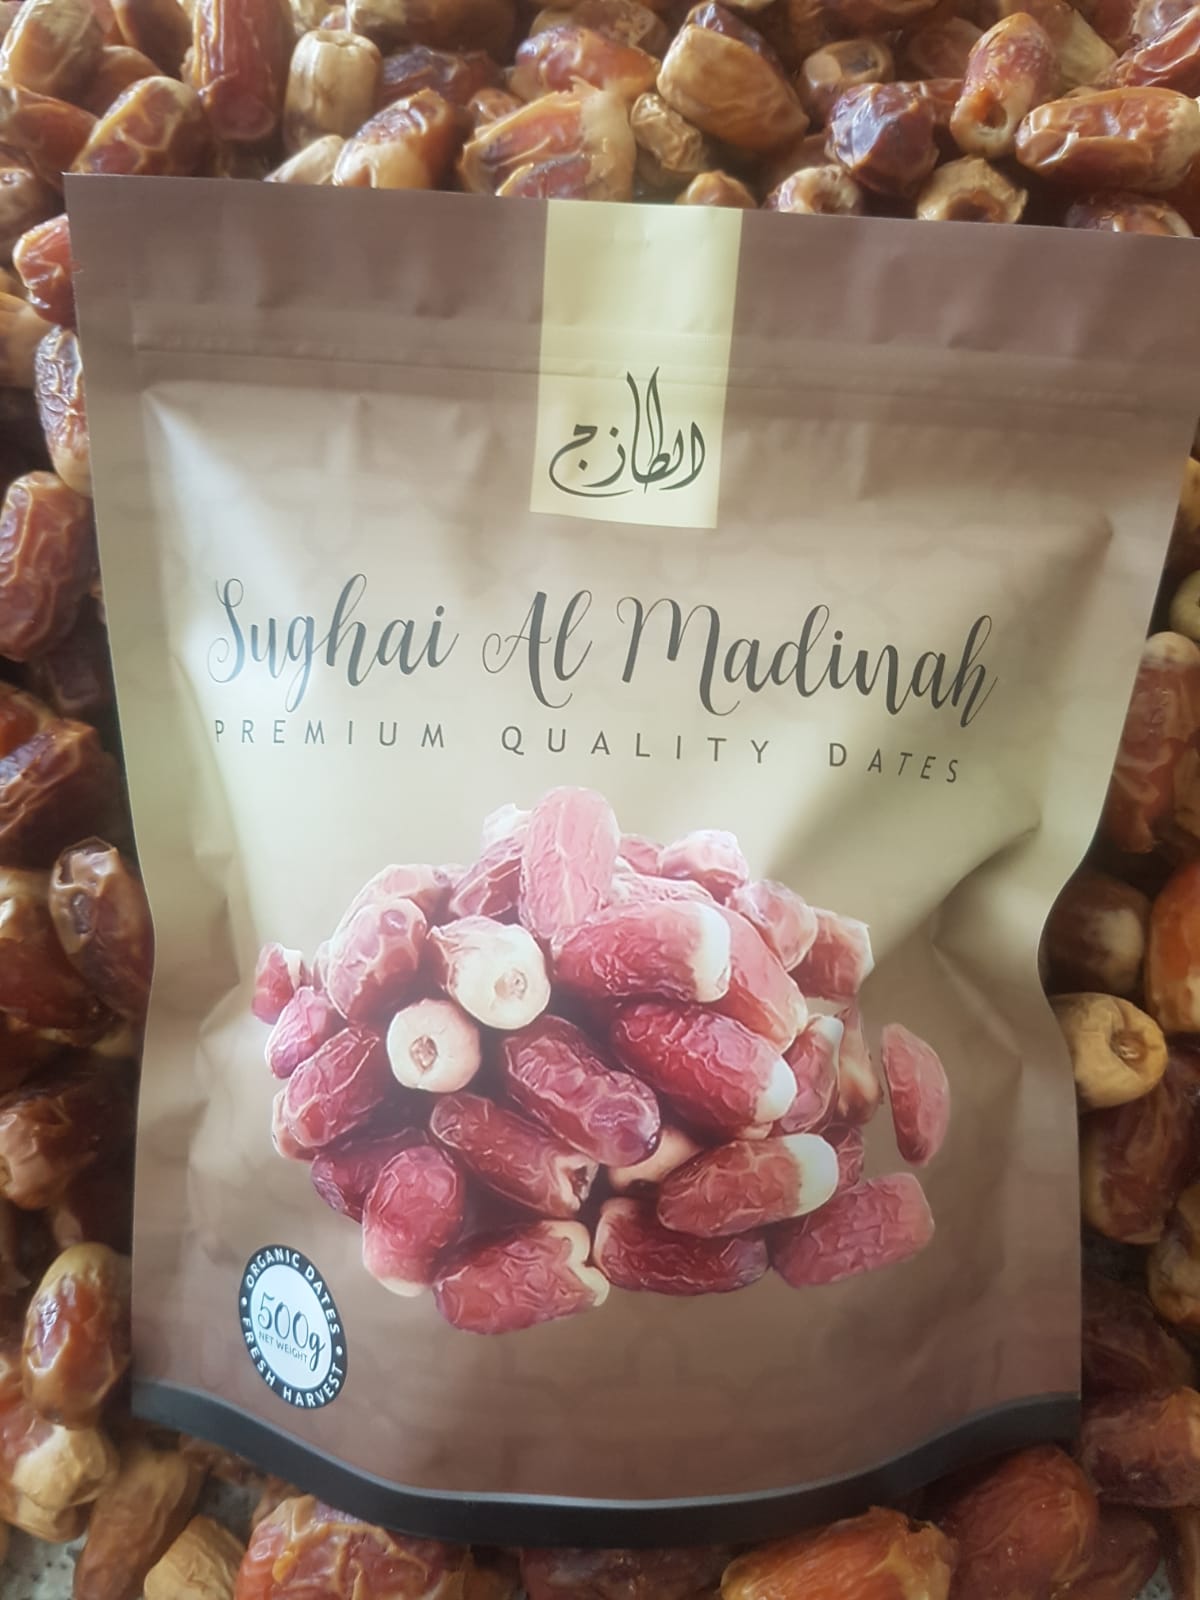 الطازج
Sughai Al Madinah
PREMIUM QUALITY DATES
ORGANIC DATES
500g
NET WEIGHT
FRESH HARVEST